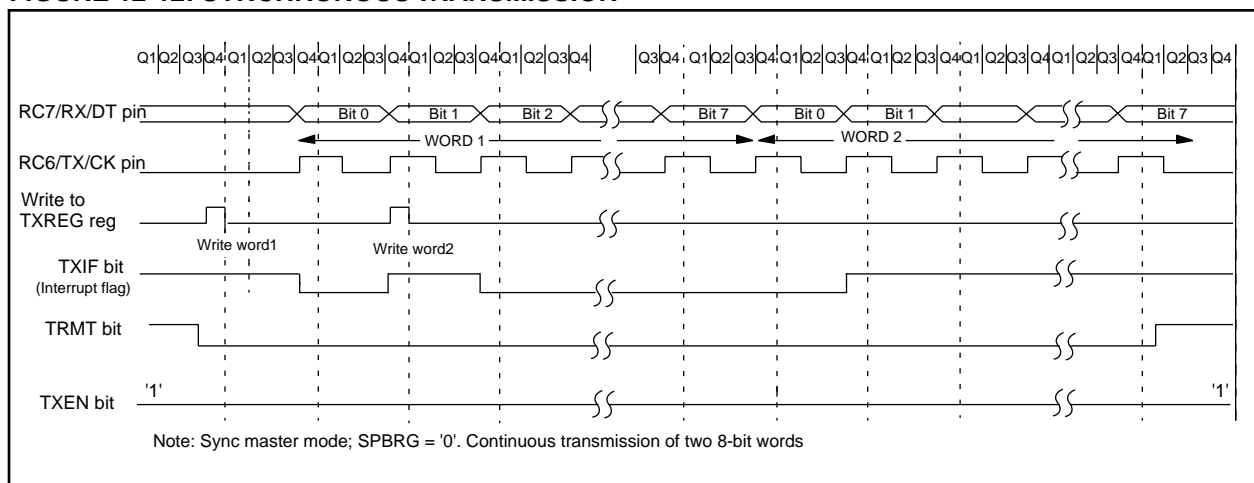 FIGURE 12-12: SYNCHRONOUS TRANSMISSION
Q1 Q2 Q3 Q4 Q1 Q2 Q3 Q4 Q1 Q2 Q3 Q4 Q1 Q2 Q3 Q4 Q1 Q2 Q3 Q4 Q3 Q4 Q1 Q2 Q3 Q4 Q1 Q2 Q3 Q4 Q1 Q2 Q3 Q4 Q1 Q2 Q3 Q4 Q1 Q2 Q3 Q4 Q1 Q2 Q3 Q4
RC7/RX/DT pin Bit 0 Bit 1 Bit 2 Bit 7 Bit 0 Bit 1 Bit 7
WORD 1 WORD 2
RC6/TX/CK pin
Write to
TXREG reg
Write word1 Write word2
TXIF bit
(Interrupt flag)
TRMT bit
'1' '1'
TXEN bit
Note: Sync master mode; SPBRG = '0'. Continuous transmission of two 8-bit words